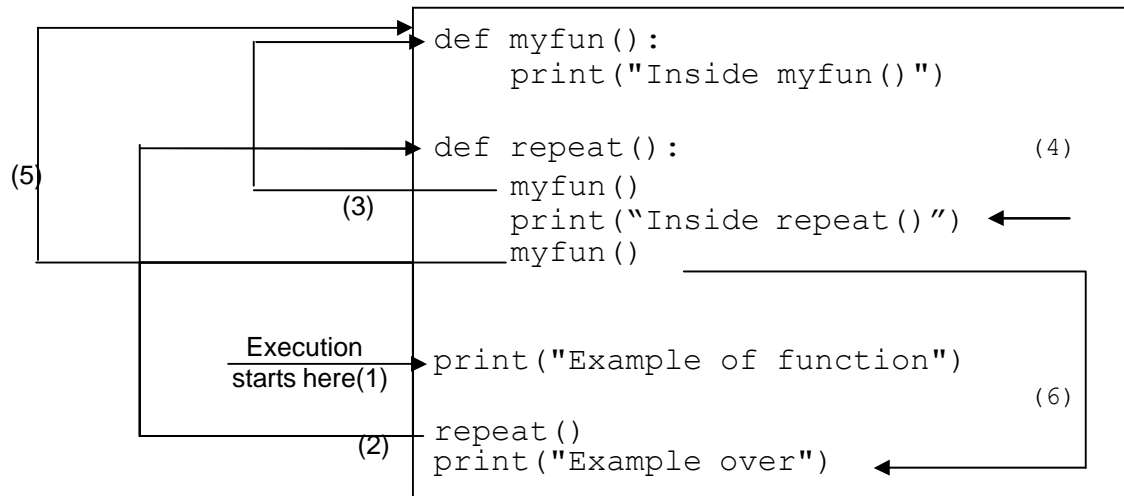 def myfun():
    print("Inside myfun()")
def repeat(): (4)
(5)
    myfun()
(3)
    print(“Inside repeat()”)
    myfun()
Execution
starts here(1)
print("Example of function")
(6)
repeat()
(2)
print("Example over")